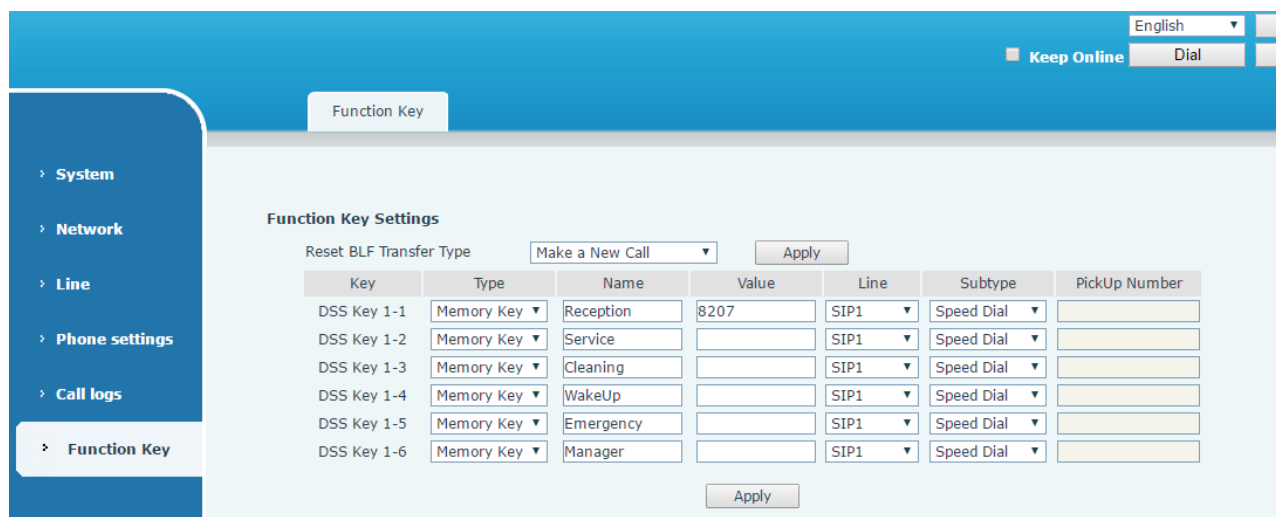 English
Keep Online Dial
Function Key
System
Network
Line
Phone settings
Call logs
Function Key
Function Key Settings
Reset BLF Transfer Type Make a New Call Apply
Key Type Name Value Line Subtype PickUp Number
DSS Key 1-1 Memory Key Reception 8207 SIP1 Speed Dial
DSS Key 1-2 Memory Key Service SIP1 Speed Dial
DSS Key 1-3 Memory Key Cleaning SIP1 Speed Dial
DSS Key 1-4 Memory Key WakeUp SIP1 Speed Dial
DSS Key 1-5 Memory Key Emergency SIP1 Speed Dial
DSS Key 1-6 Memory Key Manager SIP1 Speed Dial
Apply